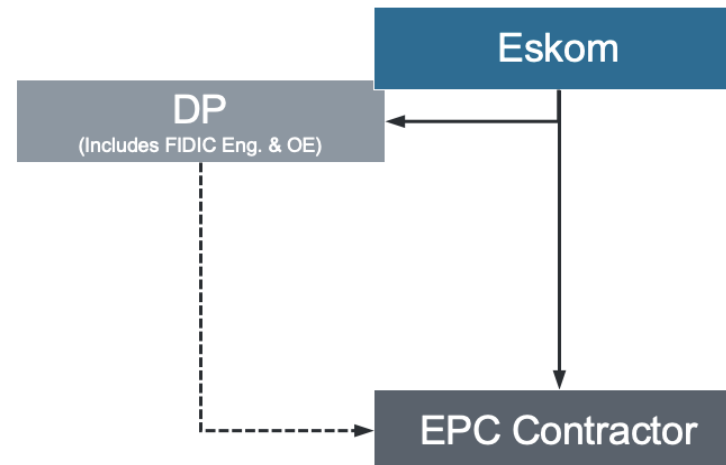 Eskom
DP
(Includes FIDIC Eng. & OE)
EPC Contractor